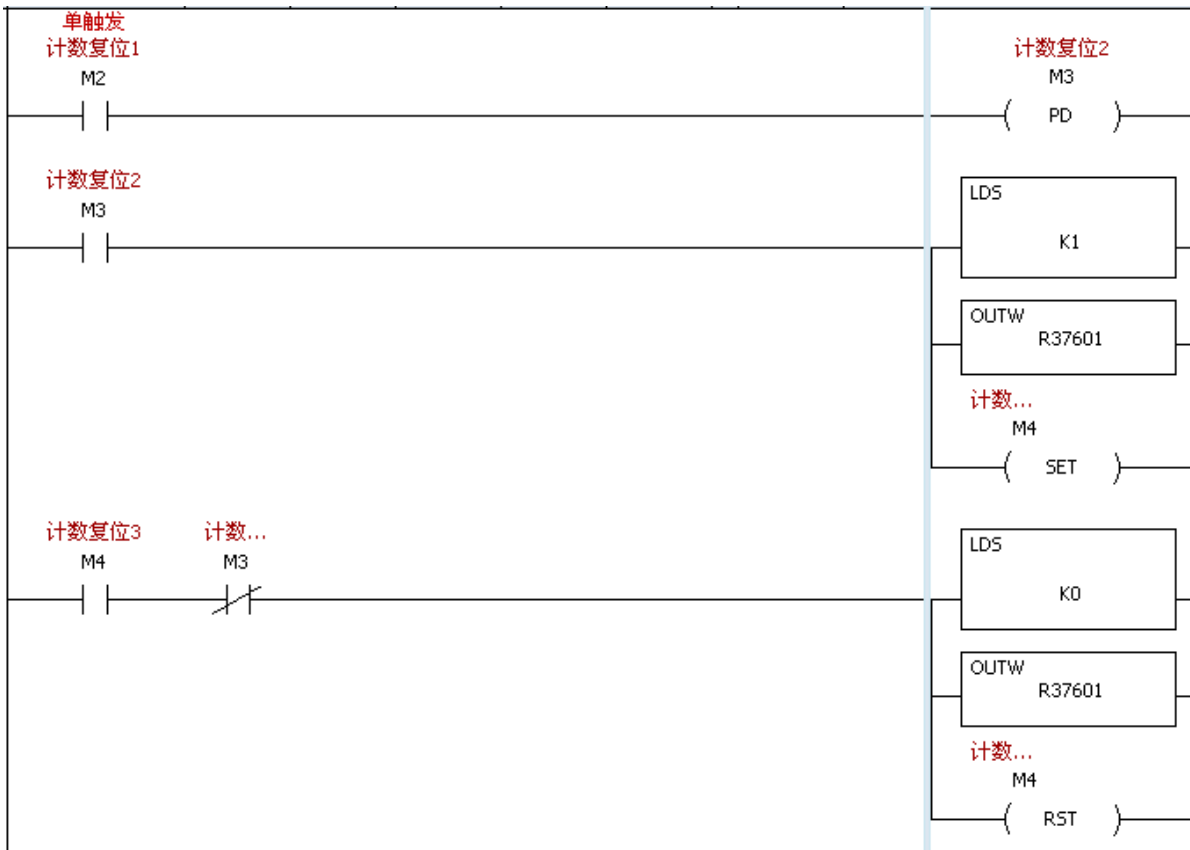 单触发
计数复位1
M2
计数复位2
M3
PD
计数复位2
M3
LDS
K1
OUTW
R37601
计数...
M4
SET
计数复位3
M4
计数...
M3
LDS
K0
OUTW
R37601
计数...
M4
RST